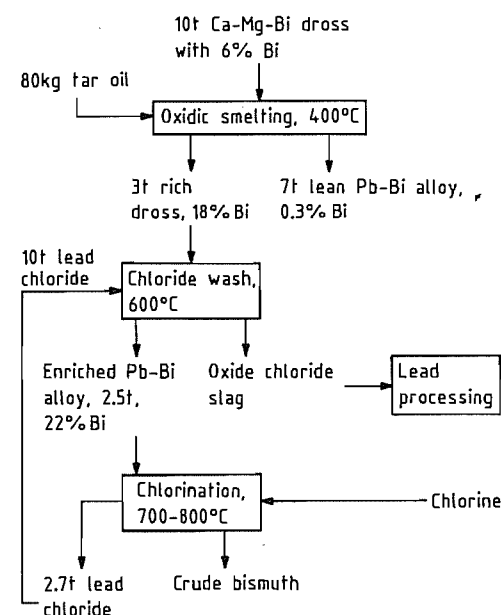 10t Ca-Mg-Bi dross
with 6% Bi
80kg tar oil
Oxidic smelting, 400°C
3t rich
dross, 18% Bi
7t lean Pb-Bi alloy,
0.3% Bi
10t lead
chloride
Chloride wash,
600°C
Enriched Pb-Bi
alloy, 2.5t,
22% Bi
Oxide chloride
slag
Lead
processing
Chlorination,
700-800°C
Chlorine
2.7t lead
chloride
Crude bismuth